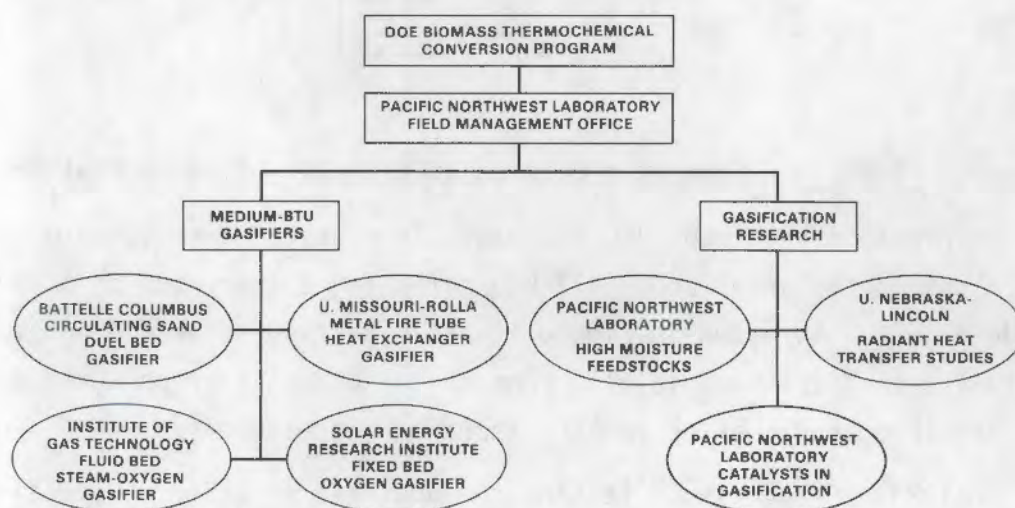 DOE BIOMASS THERMOCHEMICAL
CONVERSION PROGRAM
PACIFIC NORTHWEST LABORATORY
FIELD MANAGEMENT OFFICE
MEDIUM-BTU
GASIFIERS
GASIFICATION
RESEARCH
BATTELLE COLUMBUS
CIRCULATING SAND
DUEL BED
GASIFIER
U. MISSOURI-ROLLA
METAL FIRE TUBE
HEAT EXCHANGER
GASIFIER
PACIFIC NORTHWEST
LABORATORY
HIGH MOISTURE
FEEDSTOCKS
U. NEBRASKA-
LINCOLN
RADIANT HEAT
TRANSFER STUDIES
INSTITUTE OF
GAS TECHNOLOGY
FLUIO BED
STEAM-OXYGEN
GASIFIER
SOLAR ENERGY
RESEARCH INSTITUTE
FIXED BED
OXYGEN GASIFIER
PACIFIC NORTHWEST
LABORATORY
CATALYSTS IN
GASIFICATION